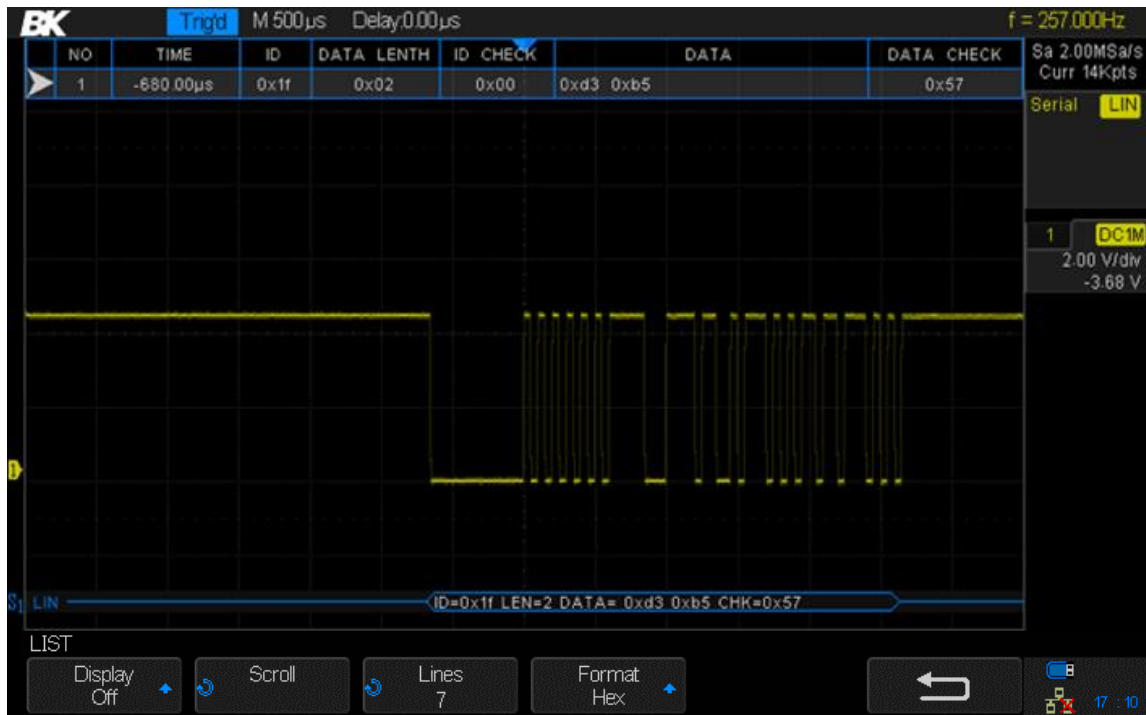 BK Trig'd M 500µs Delay:0.00µs f = 257.000Hz
NO TIME ID DATA LENTH ID CHECK DATA DATA CHECK
1 -680.00µs 0x1f 0x02 0x00 0xd3 0xb5 0x57
Sa 2.00MSa/s
Curr 14Kpts
Serial LIN
1 DC1M
2.00 V/div
-3.68 V
1
S1 LIN ID=0x1f LEN=2 DATA= 0xd3 0xb5 CHK=0x57
LIST
Display
Off
Scroll
Lines
7
Format
Hex
17 : 10